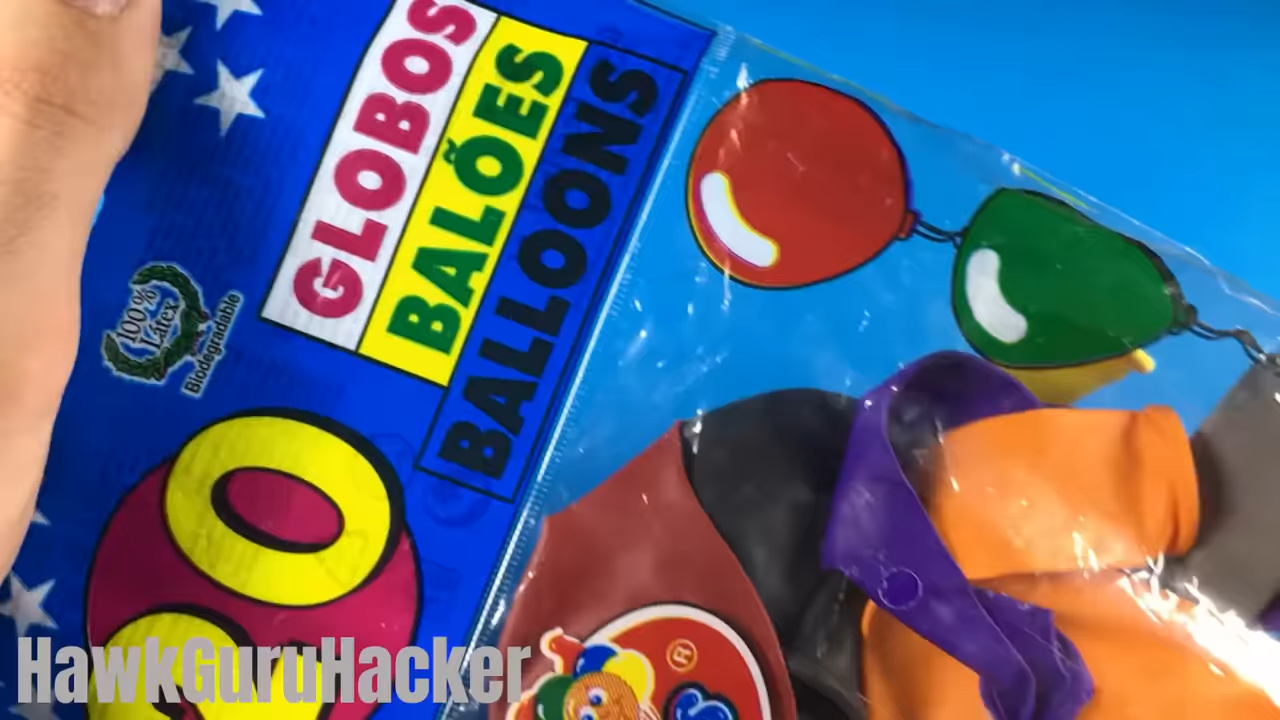 GLOBOS
BALÕES
BALLOONS
100%
Látex
Biodegradable
®
HawkGuruHacker